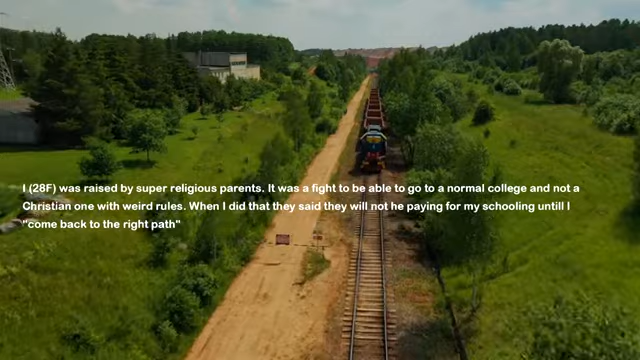 I (28F) was raised by super religious parents. It was a fight to be able to go to a normal college and not a
Christian one with weird rules. When I did that they said they will not he paying for my schooling untill I
"come back to the right path"